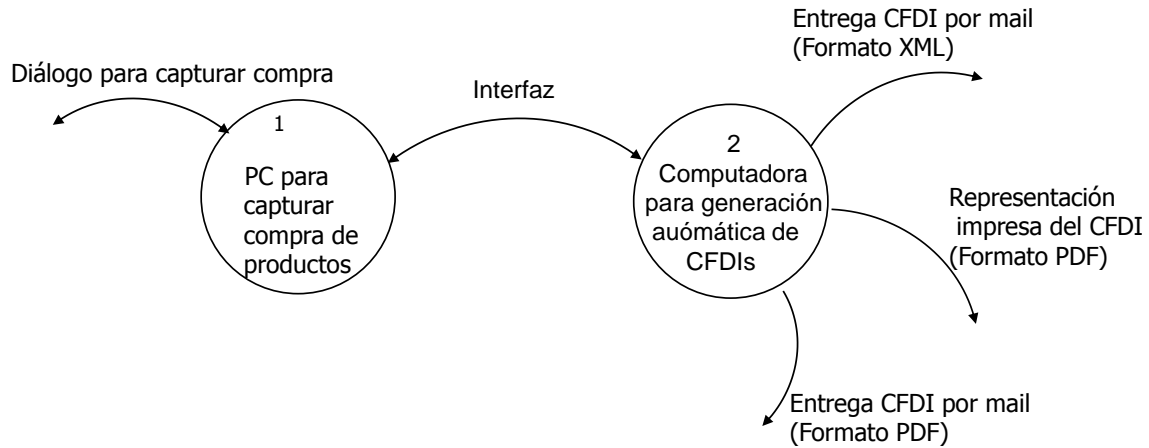 Entrega CFDI por mail
(Formato XML)
Diálogo para capturar compra
Interfaz
1
PC para
capturar
compra de
productos
2
Computadora
para generación
auómática de
CFDIs
Representación
impresa del CFDI
(Formato PDF)
Entrega CFDI por mail
(Formato PDF)